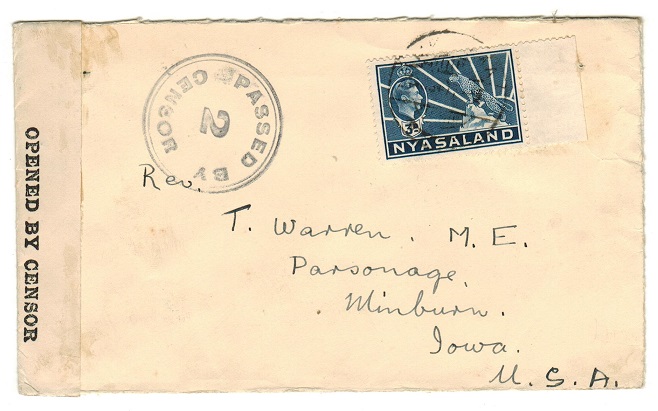 OPENED BY CENSOR
PASSED BY CENSOR
2
NYASALAND
Rev.
T. Warren. M. E.
Parsonage,
Minburn.
Iowa.
U. S. A.